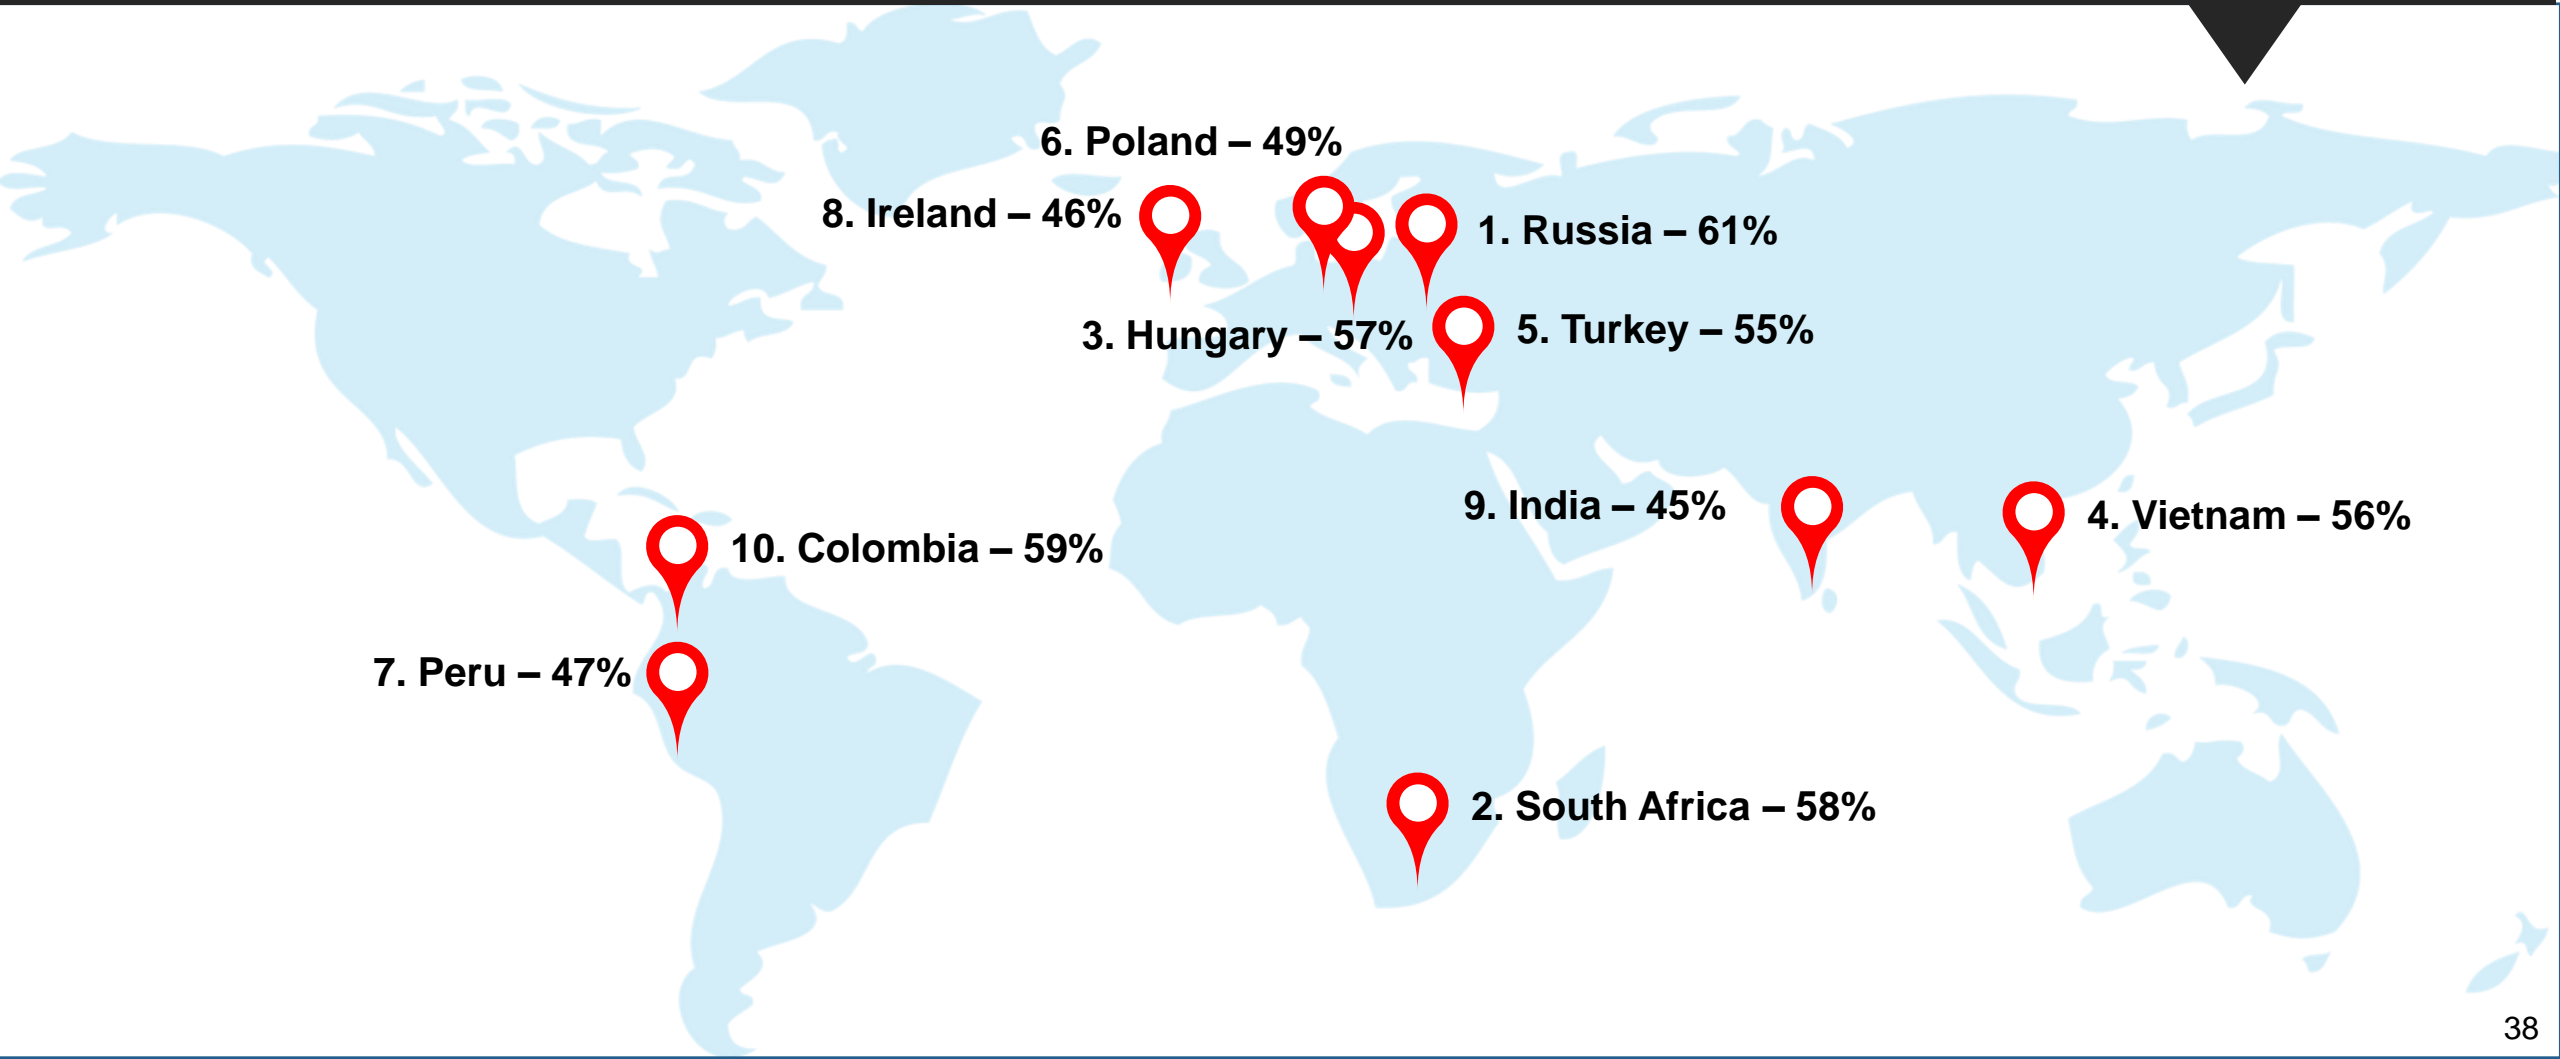 6. Poland – 49%
8. Ireland – 46%
1. Russia – 61%
3. Hungary – 57%
5. Turkey – 55%
9. India – 45%
4. Vietnam – 56%
10. Colombia – 59%
7. Peru – 47%
2. South Africa – 58%
38